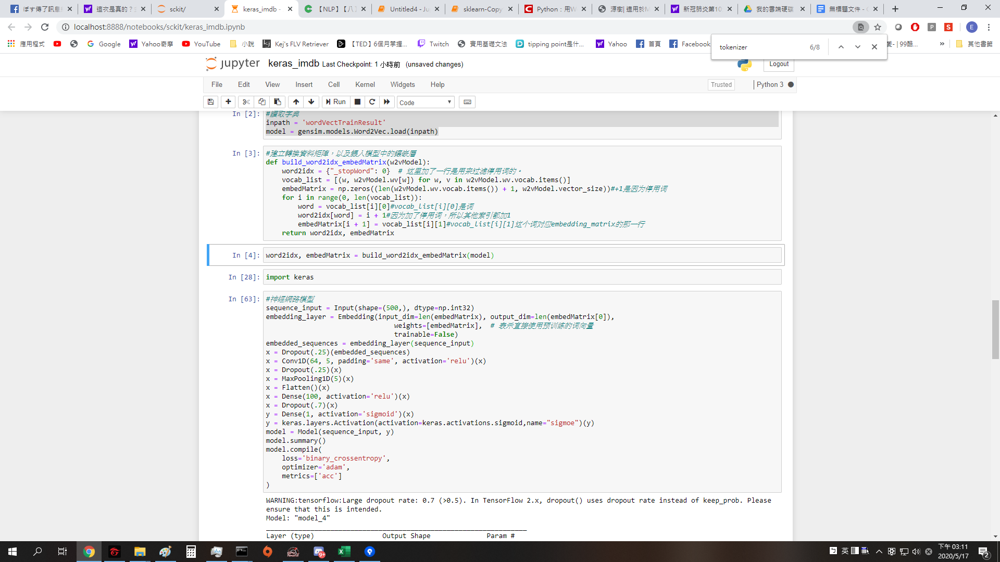 ぼす傳了訊息
這次是真的？
sckit/
keras_imdb -
【NLP】【八】
Untitled4 - Ju
sklearn-Copy
Python：用W
源樹| 適用於M
新冠肺炎第10
我的雲端硬碟
無標題文件 -
localhost:8888/notebooks/sckit/keras_imdb.ipynb
應用程式
Google
Yahoo奇摩
YouTube
小說
Kej's FLV Retriever
【TED】6個月掌握...
Twitch
實用基礎文法
tipping point是什...
Yahoo
首頁
Facebook
愛- | 99酷...
»
其他書籤
tokenizer 6/8
jupyter keras_imdb Last Checkpoint: 1 小時前 (unsaved changes)
Logout
File Edit View Insert Cell Kernel Widgets Help
Trusted
Python 3
Run
Code
In [2]: #讀取字典
inpath = 'wordVectTrainResult'
model = gensim.models.Word2Vec.load(inpath)
In [3]: #建立轉換資料矩陣，以及餵入模型中的鑲嵌層
def build_word2idx_embedMatrix(w2vModel):
word2idx = {"_stopWord": 0}  # 这里加了一行是用来过滤停用词的。
vocab_list = [(w, w2vModel.wv[w]) for w, v in w2vModel.wv.vocab.items()]
embedMatrix = np.zeros((len(w2vModel.wv.vocab.items()) + 1, w2vModel.vector_size))#+1是因为停用词
for i in range(0, len(vocab_list)):
word = vocab_list[i][0]#vocab_list[i][0]是词
word2idx[word] = i + 1#因为加了停用词，所以其他索引都加1
embedMatrix[i + 1] = vocab_list[i][1]#vocab_list[i][1]这个词对应embedding_matrix的那一行
return word2idx, embedMatrix
In [4]: word2idx, embedMatrix = build_word2idx_embedMatrix(model)
In [28]: import keras
In [63]: #神經網路模型
sequence_input = Input(shape=(500,), dtype=np.int32)
embedding_layer = Embedding(input_dim=len(embedMatrix), output_dim=len(embedMatrix[0]),
weights=[embedMatrix],  # 表示直接使用预训练的词向量
trainable=False)
embedded_sequences = embedding_layer(sequence_input)
x = Dropout(.25)(embedded_sequences)
x = Conv1D(64, 5, padding='same', activation='relu')(x)
x = Dropout(.25)(x)
x = MaxPooling1D(5)(x)
x = Flatten()(x)
x = Dense(100, activation='relu')(x)
x = Dropout(.7)(x)
y = Dense(1, activation='sigmoid')(x)
y = keras.layers.Activation(activation=keras.activations.sigmoid,name="sigmoe")(y)
model = Model(sequence_input, y)
model.summary()
model.compile(
loss='binary_crossentropy',
optimizer='adam',
metrics=['acc']
)
WARNING:tensorflow:Large dropout rate: 0.7 (>0.5). In TensorFlow 2.x, dropout() uses dropout rate instead of keep_prob. Please
ensure that this is intended.
Model: "model_4"
Layer (type) Output Shape Param #
英
下午 03:11
2020/5/17
2